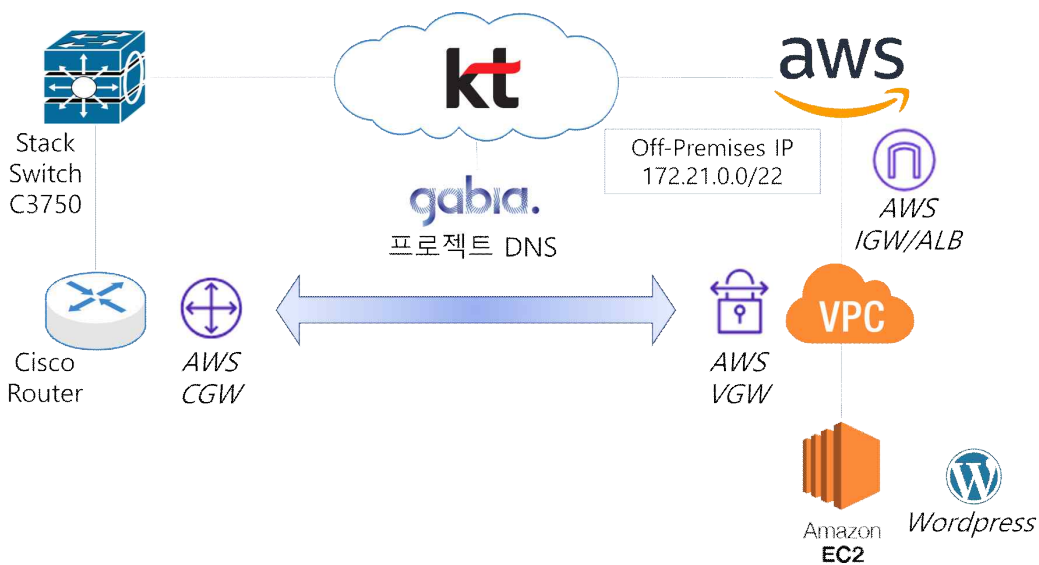 kt
aws
Stack
Switch
C3750
Off-Premises IP
172.21.0.0/22
gabia.
프로젝트 DNS
AWS
IGW/ALB
Cisco
Router
AWS
CGW
AWS
VGW
VPC
Amazon
EC2
W
Wordpress